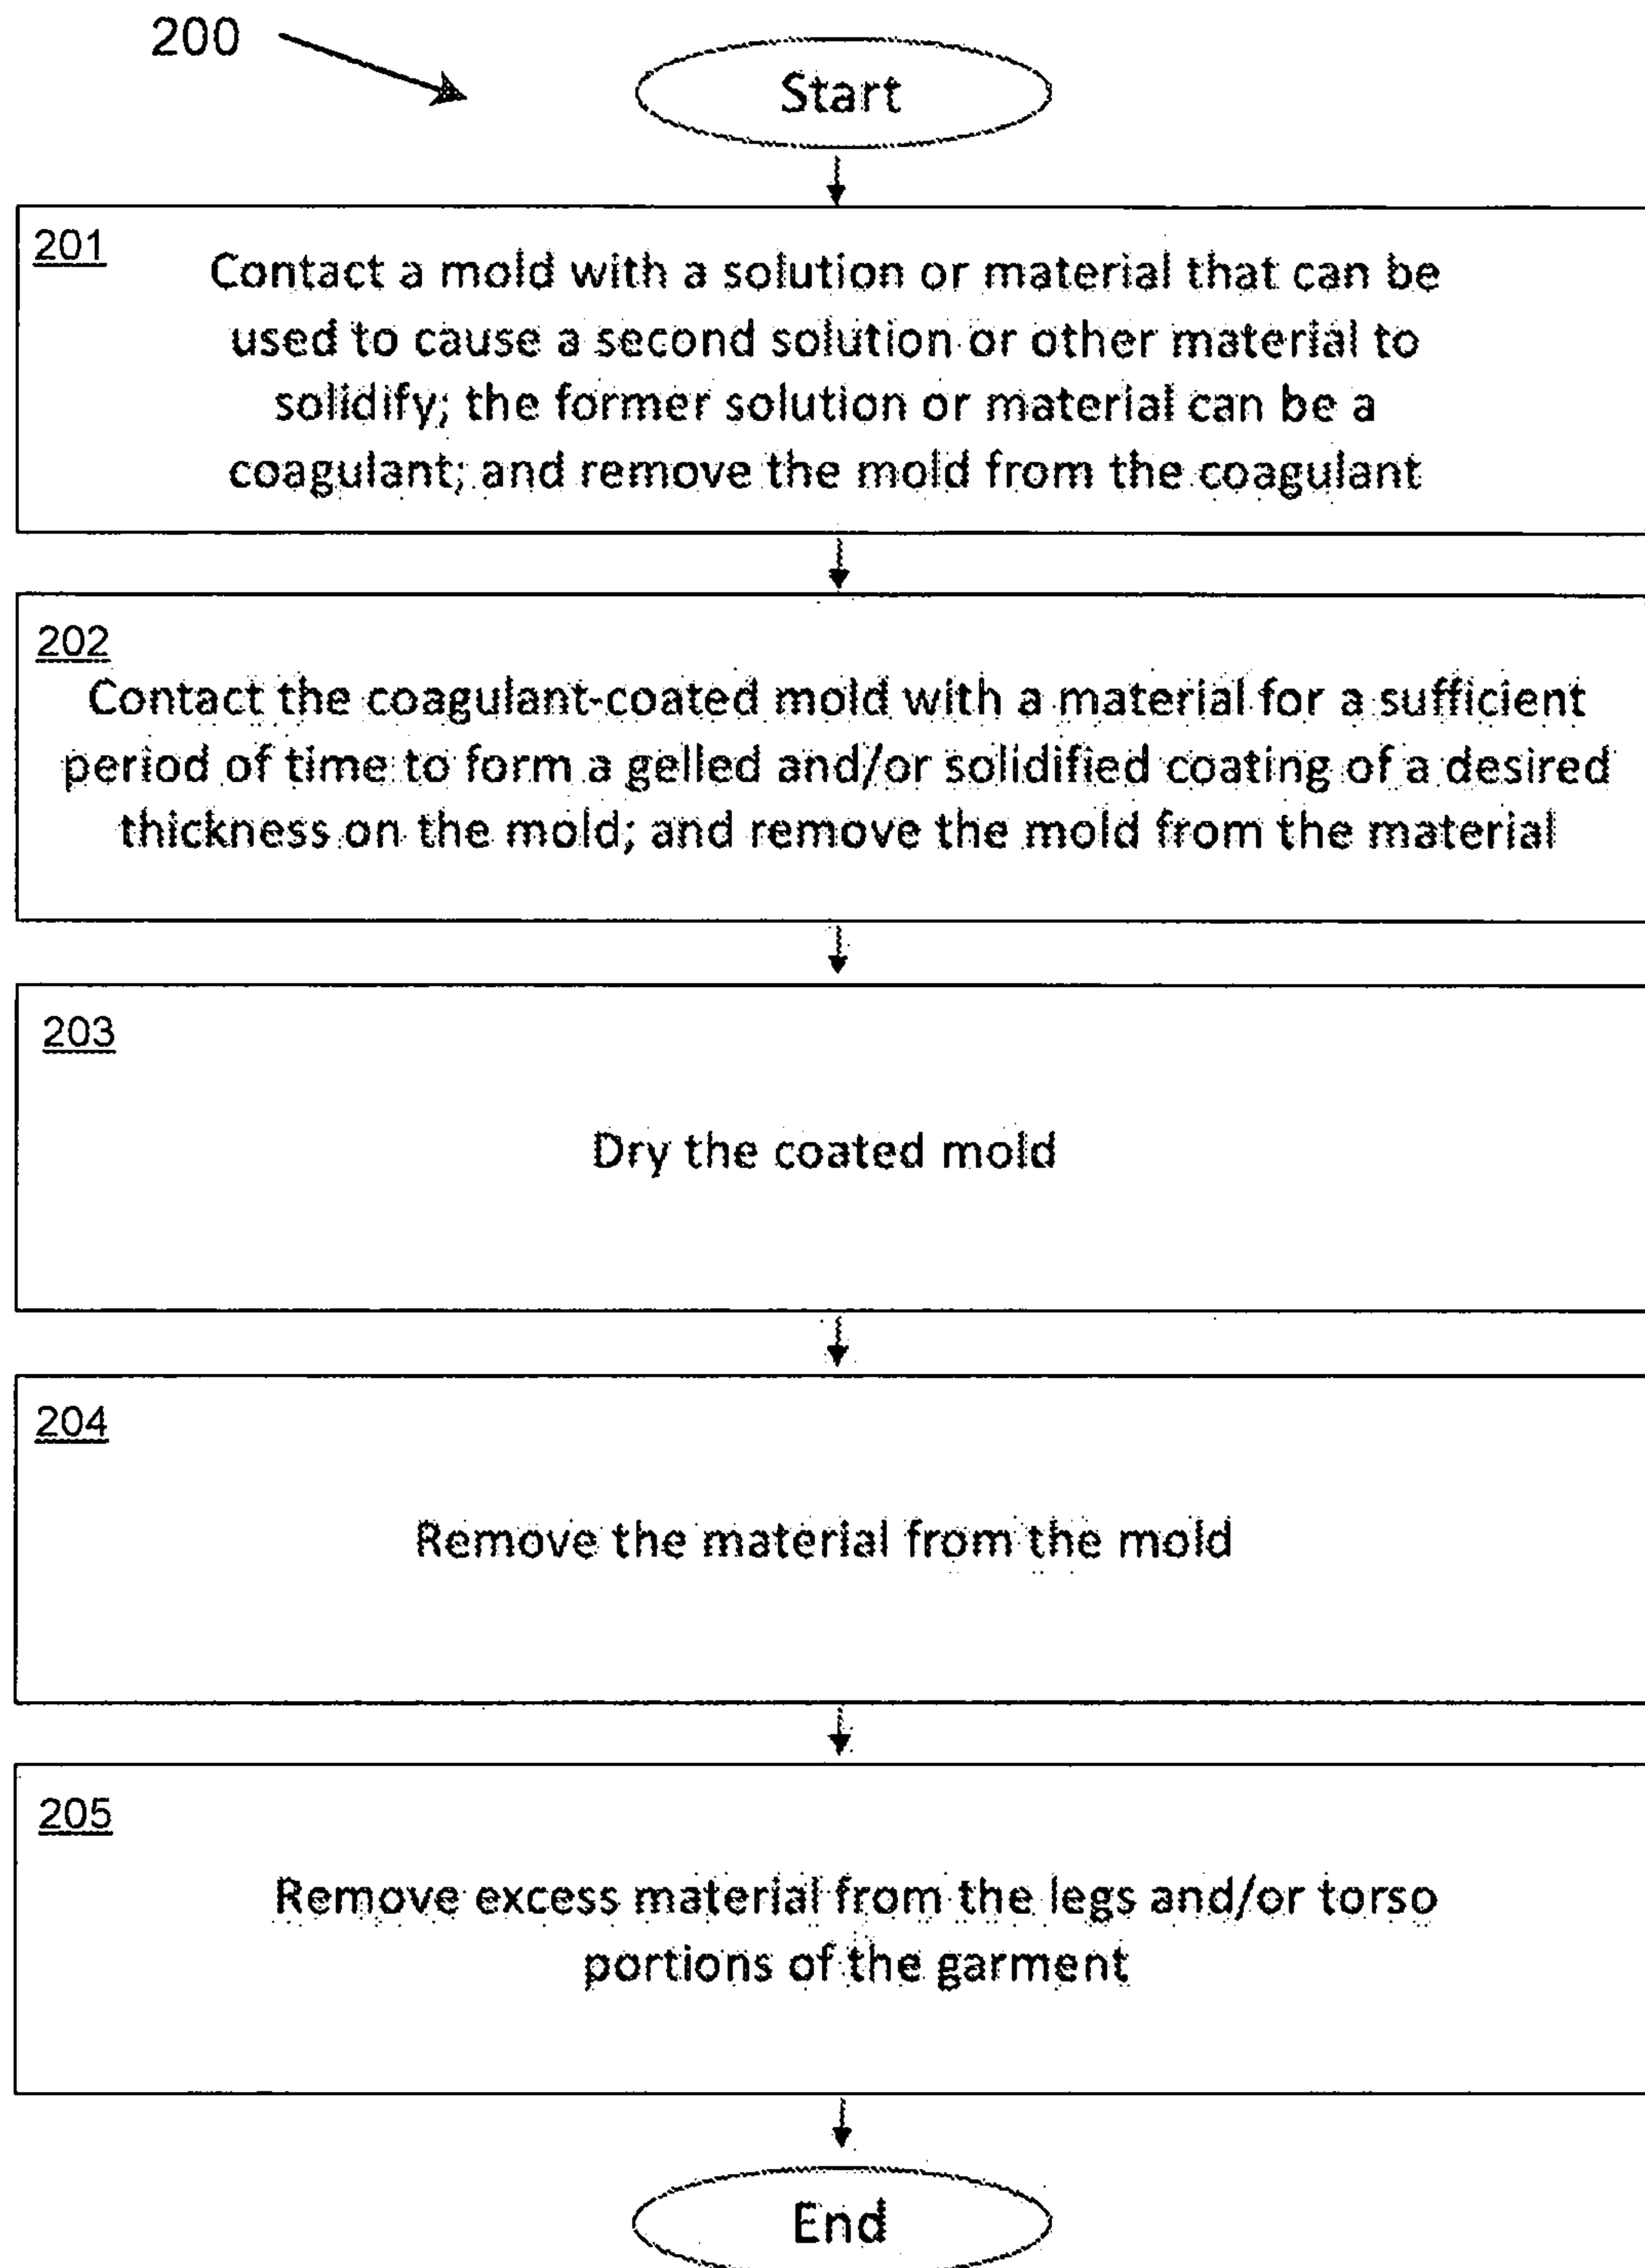 200
Start
201
Contact a mold with a solution or material that can be
used to cause a second solution or other material to
solidify; the former solution or material can be a
coagulant; and remove the mold from the coagulant
202
Contact the coagulant-coated mold with a material for a sufficient
period of time to form a gelled and/or solidified coating of a desired
thickness on the mold; and remove the mold from the material
203
Dry the coated mold
204
Remove the material from the mold
205
Remove excess material from the legs and/or torso
portions of the garment
End